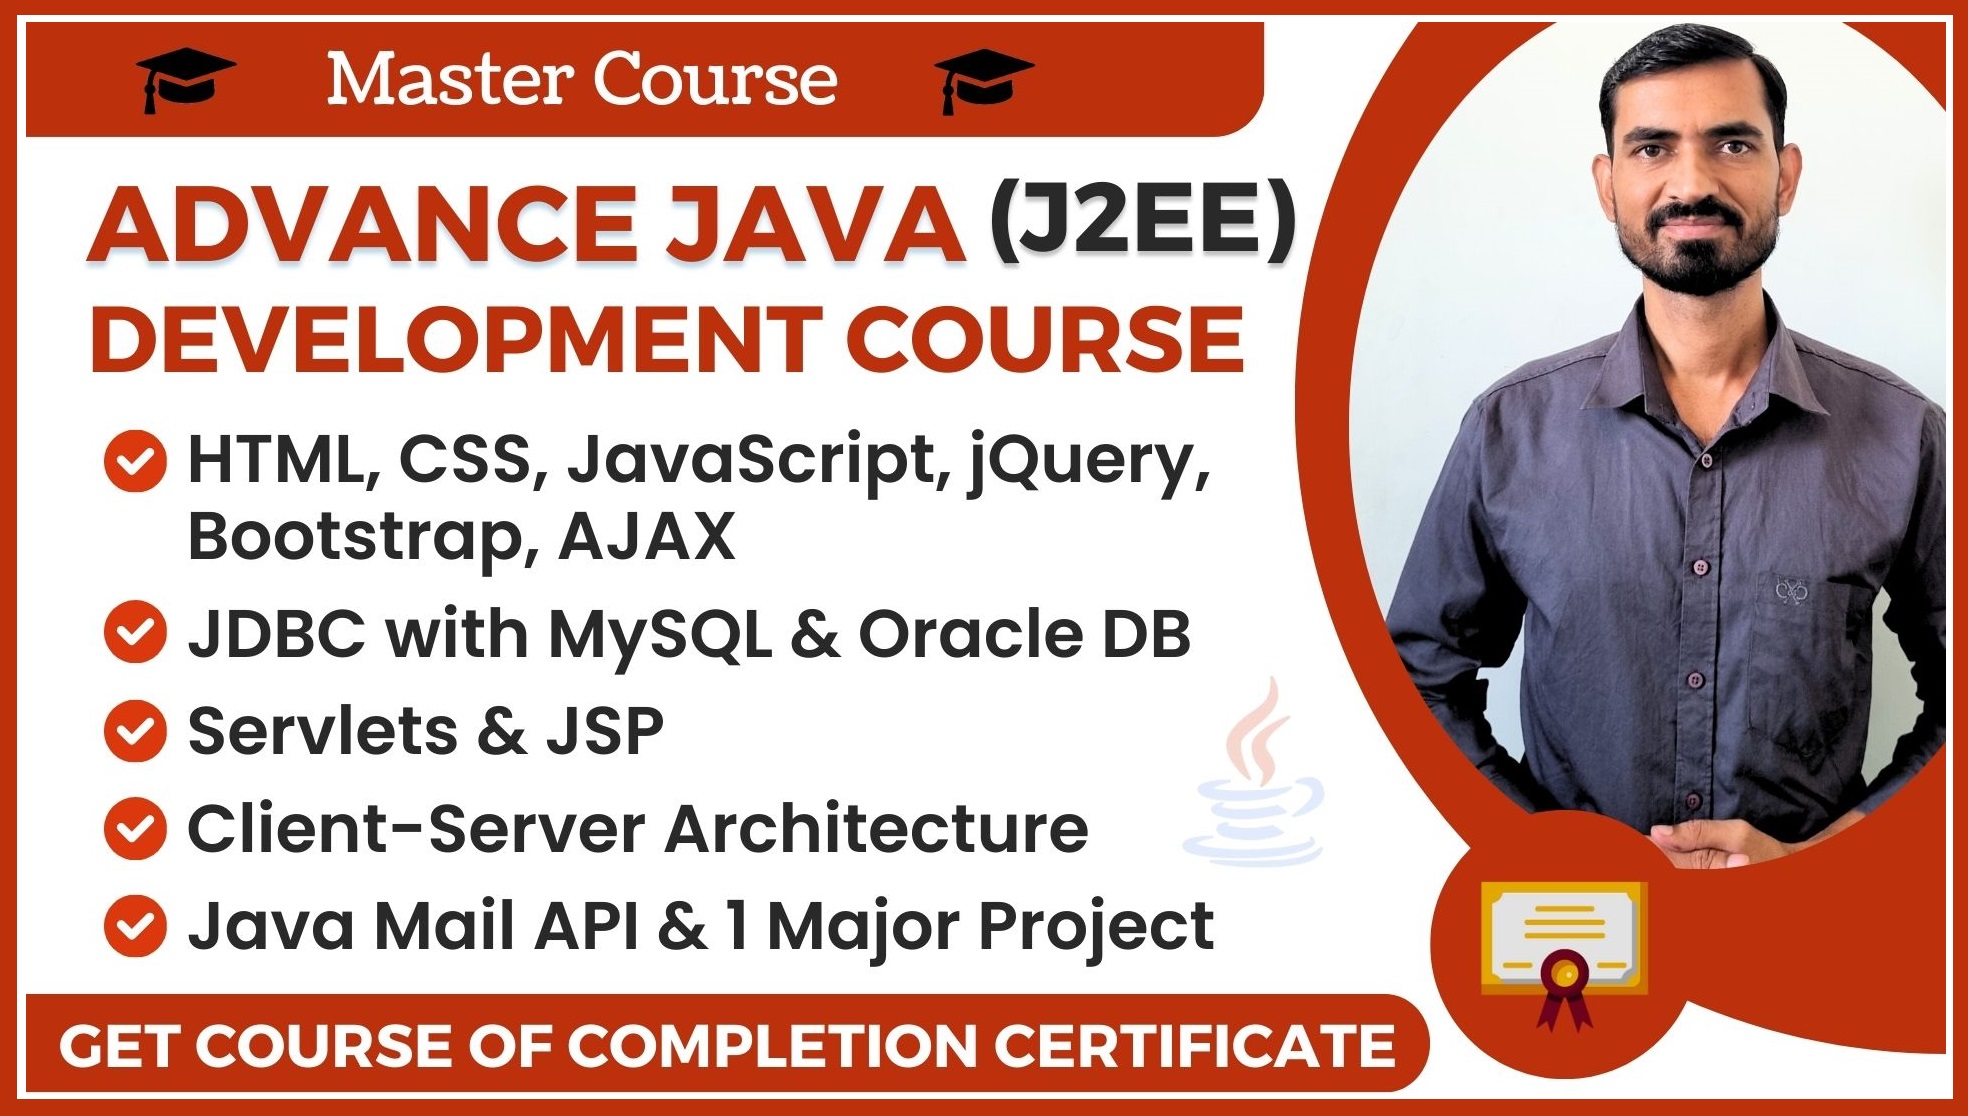 Master Course
ADVANCE JAVA (J2EE)
DEVELOPMENT COURSE
HTML, CSS, JavaScript, jQuery,
Bootstrap, AJAX
JDBC with MySQL & Oracle DB
Servlets & JSP
Client-Server Architecture
Java Mail API & 1 Major Project
GET COURSE OF COMPLETION CERTIFICATE